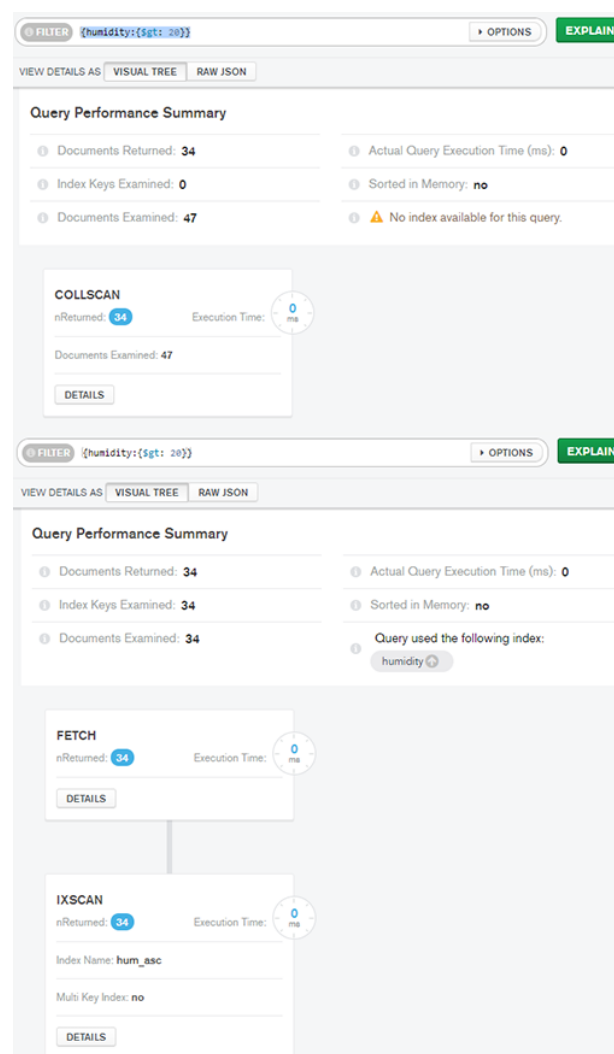 FILTER {humidity:{$gt: 20}} OPTIONS EXPLAIN
VIEW DETAILS AS VISUAL TREE RAW JSON
Query Performance Summary
Documents Returned: 34 Actual Query Execution Time (ms): 0
Index Keys Examined: 0 Sorted in Memory: no
Documents Examined: 47 No index available for this query.
COLLSCAN
nReturned: 34 Execution Time: 0 ms
Documents Examined: 47
DETAILS
FILTER {humidity:{$gt: 20}} OPTIONS EXPLAIN
VIEW DETAILS AS VISUAL TREE RAW JSON
Query Performance Summary
Documents Returned: 34 Actual Query Execution Time (ms): 0
Index Keys Examined: 34 Sorted in Memory: no
Documents Examined: 34 Query used the following index:
humidity
FETCH
nReturned: 34 Execution Time: 0 ms
DETAILS
IXSCAN
nReturned: 34 Execution Time: 0 ms
Index Name: hum_asc
Multi Key Index: no
DETAILS